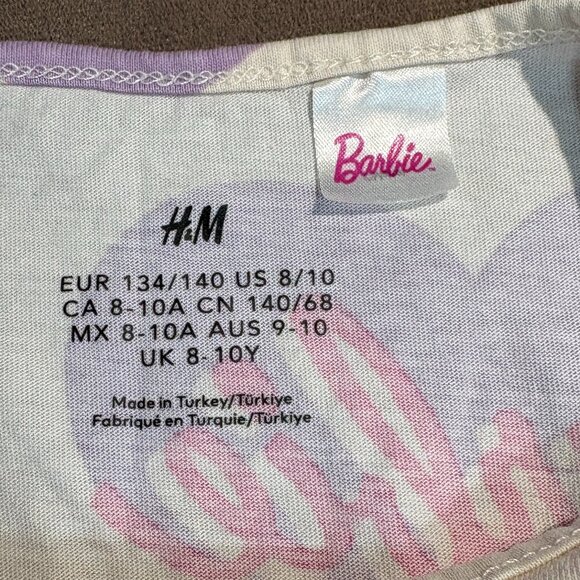 Barbie™
H&M
EUR 134/140 US 8/10
CA 8-10A CN 140/68
MX 8-10A AUS 9-10
UK 8-10Y
Made in Turkey/Türkiye
Fabriqué en Turquie/Türkiye